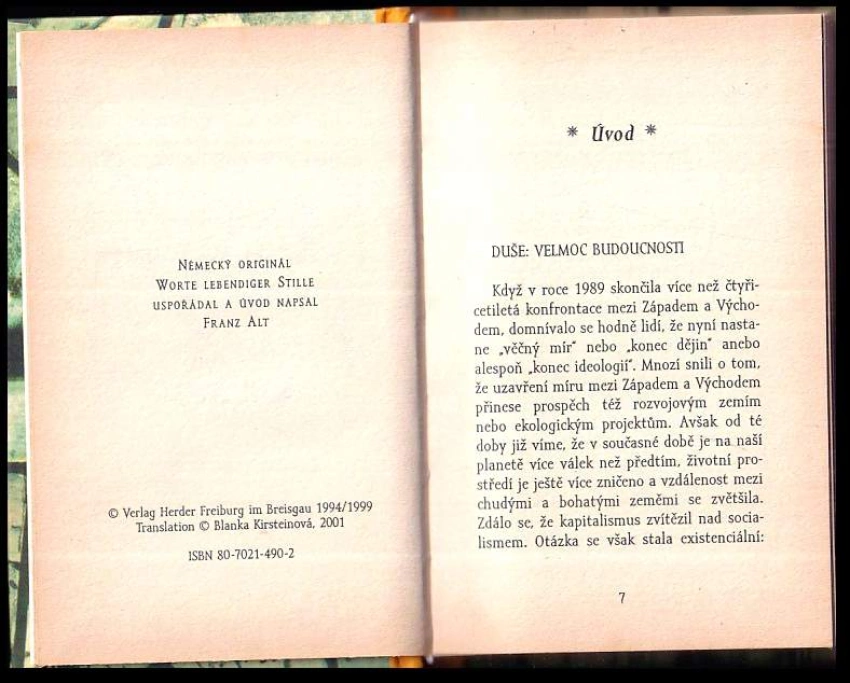 Německý originál
Worte lebendiger Stille
uspořádal a úvod napsal
Franz Alt
© Verlag Herder Freiburg im Breisgau 1994/1999
Translation © Blanka Kirsteinová, 2001
ISBN 80-7021-490-2
* Úvod *
DUŠE: VELMOC BUDOUCNOSTI
Když v roce 1989 skončila více než čtyři-
cetiletá konfrontace mezi Západem a Výcho-
dem, domnívalo se hodně lidí, že nyní nasta-
ne „věčný mír" nebo „konec dějin" anebo
alespoň „konec ideologií". Mnozí snili o tom,
že uzavření míru mezi Západem a Východem
přinese prospěch též rozvojovým zemím
nebo ekologickým projektům. Avšak od té
doby již víme, že v současné době je na naší
planetě více válek než předtím, životní pro-
středí je ještě více zničeno a vzdálenost mezi
chudými a bohatými zeměmi se zvětšila.
Zdálo se, že kapitalismus zvítězil nad socia-
lismem. Otázka se však stala existenciální:
7